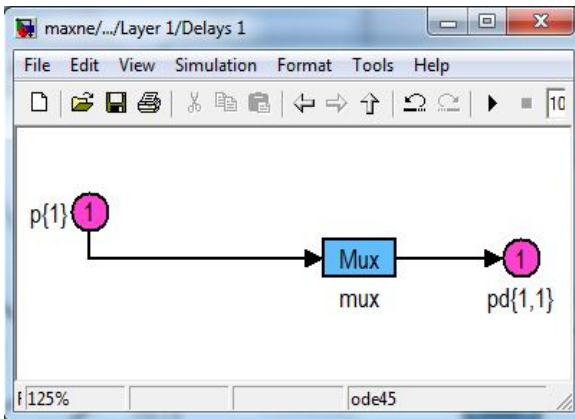 maxne/.../Layer 1/Delays 1
File Edit View Simulation Format Tools Help
10
p{1} 1
Mux
1
mux
pd{1,1}
125%
ode45